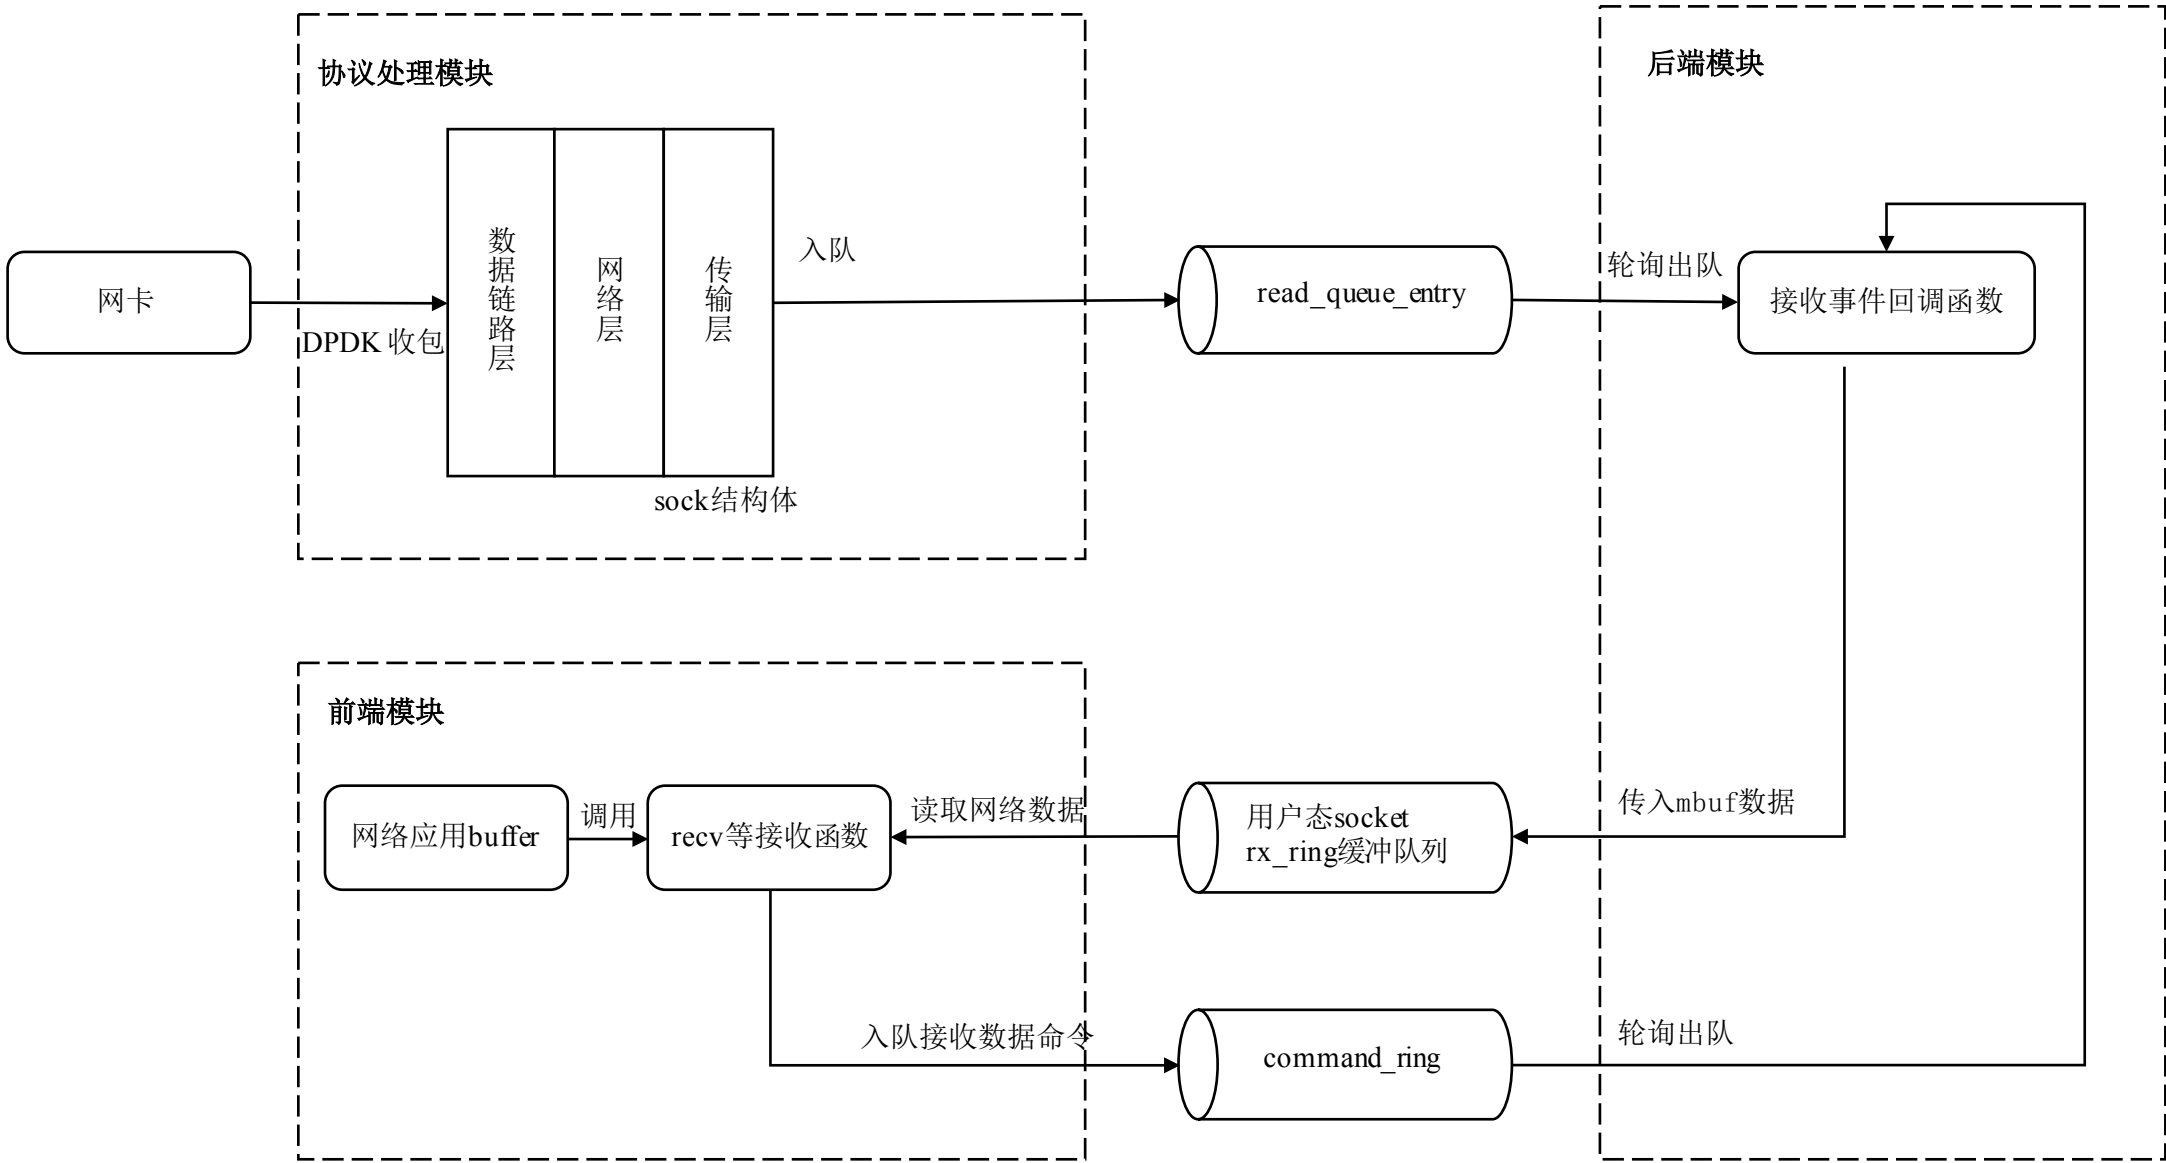 协议处理模块
后端模块
数据链路层
网络层
传输层
入队
网卡
DPDK 收包
read_queue_entry
轮询出队
接收事件回调函数
sock结构体
前端模块
网络应用buffer
调用
recv等接收函数
读取网络数据
用户态socket
rx_ring缓冲队列
传入mbuf数据
入队接收数据命令
command_ring
轮询出队